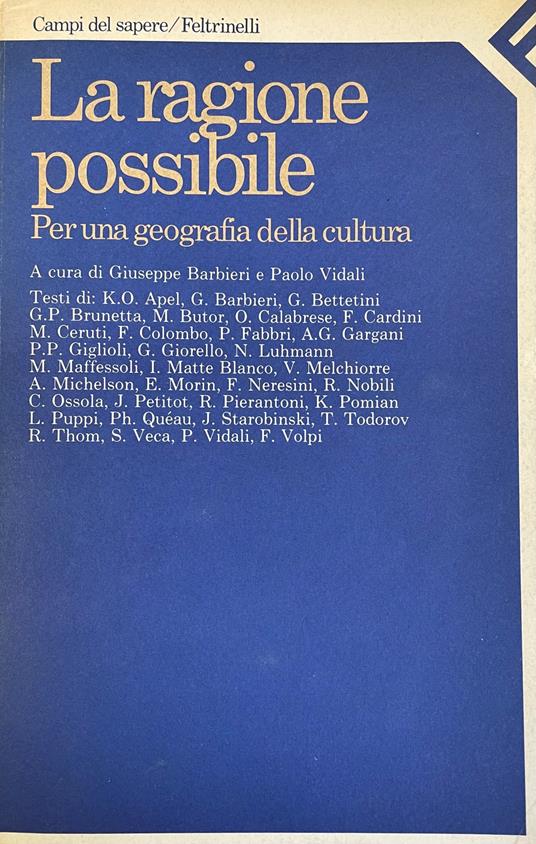 Campi del sapere/Feltrinelli
La ragione
possibile
Per una geografia della cultura
A cura di Giuseppe Barbieri e Paolo Vidali
Testi di: K.O. Apel, G. Barbieri, G. Bettetini
G.P. Brunetta, M. Butor, O. Calabrese, F. Cardini
M. Ceruti, F. Colombo, P. Fabbri, A.G. Gargani
P.P. Giglioli, G. Giorello, N. Luhmann
M. Maffessoli, I. Matte Blanco, V. Melchiorre
A. Michelson, E. Morin, F. Neresini, R. Nobili
C. Ossola, J. Petitot, R. Pierantoni, K. Pomian
L. Puppi, Ph. Quéau, J. Starobinski, T. Todorov
R. Thom, S. Veca, P. Vidali, F. Volpi